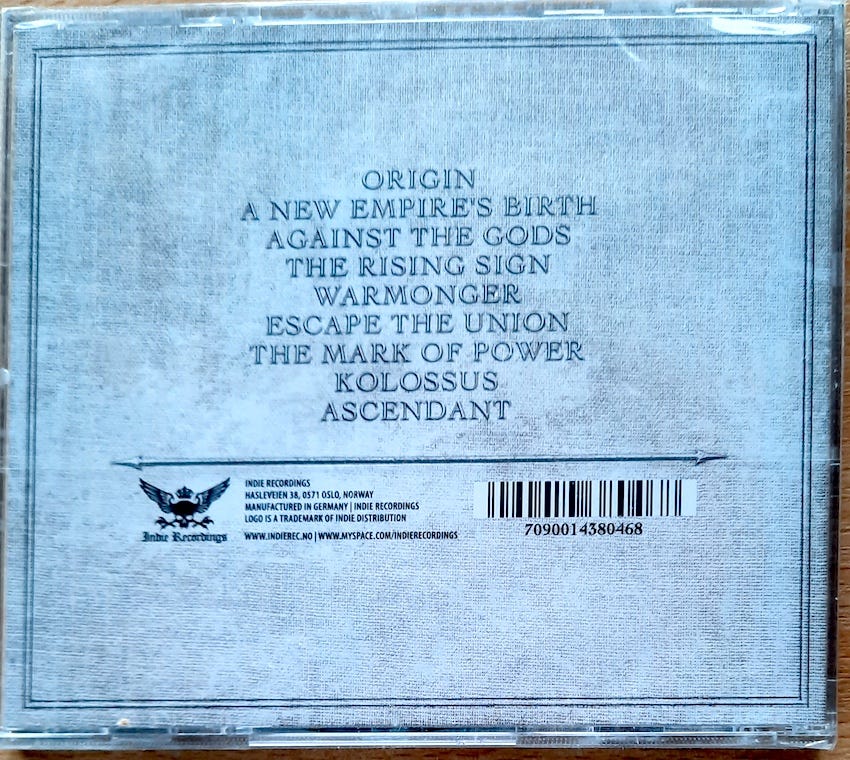 ORIGIN
A NEW EMPIRE'S BIRTH
AGAINST THE GODS
THE RISING SIGN
WARMONGER
ESCAPE THE UNION
THE MARK OF POWER
KOLOSSUS
ASCENDANT
Indie Recordings
INDIE RECORDINGS
HASLEVEIEN 38, 0571 OSLO, NORWAY
MANUFACTURED IN GERMANY | INDIE RECORDINGS
LOGO IS A TRADEMARK OF INDIE DISTRIBUTION
WWW.INDIEREC.NO | WWW.MYSPACE.COM/INDIERECORDINGS
7090014380468